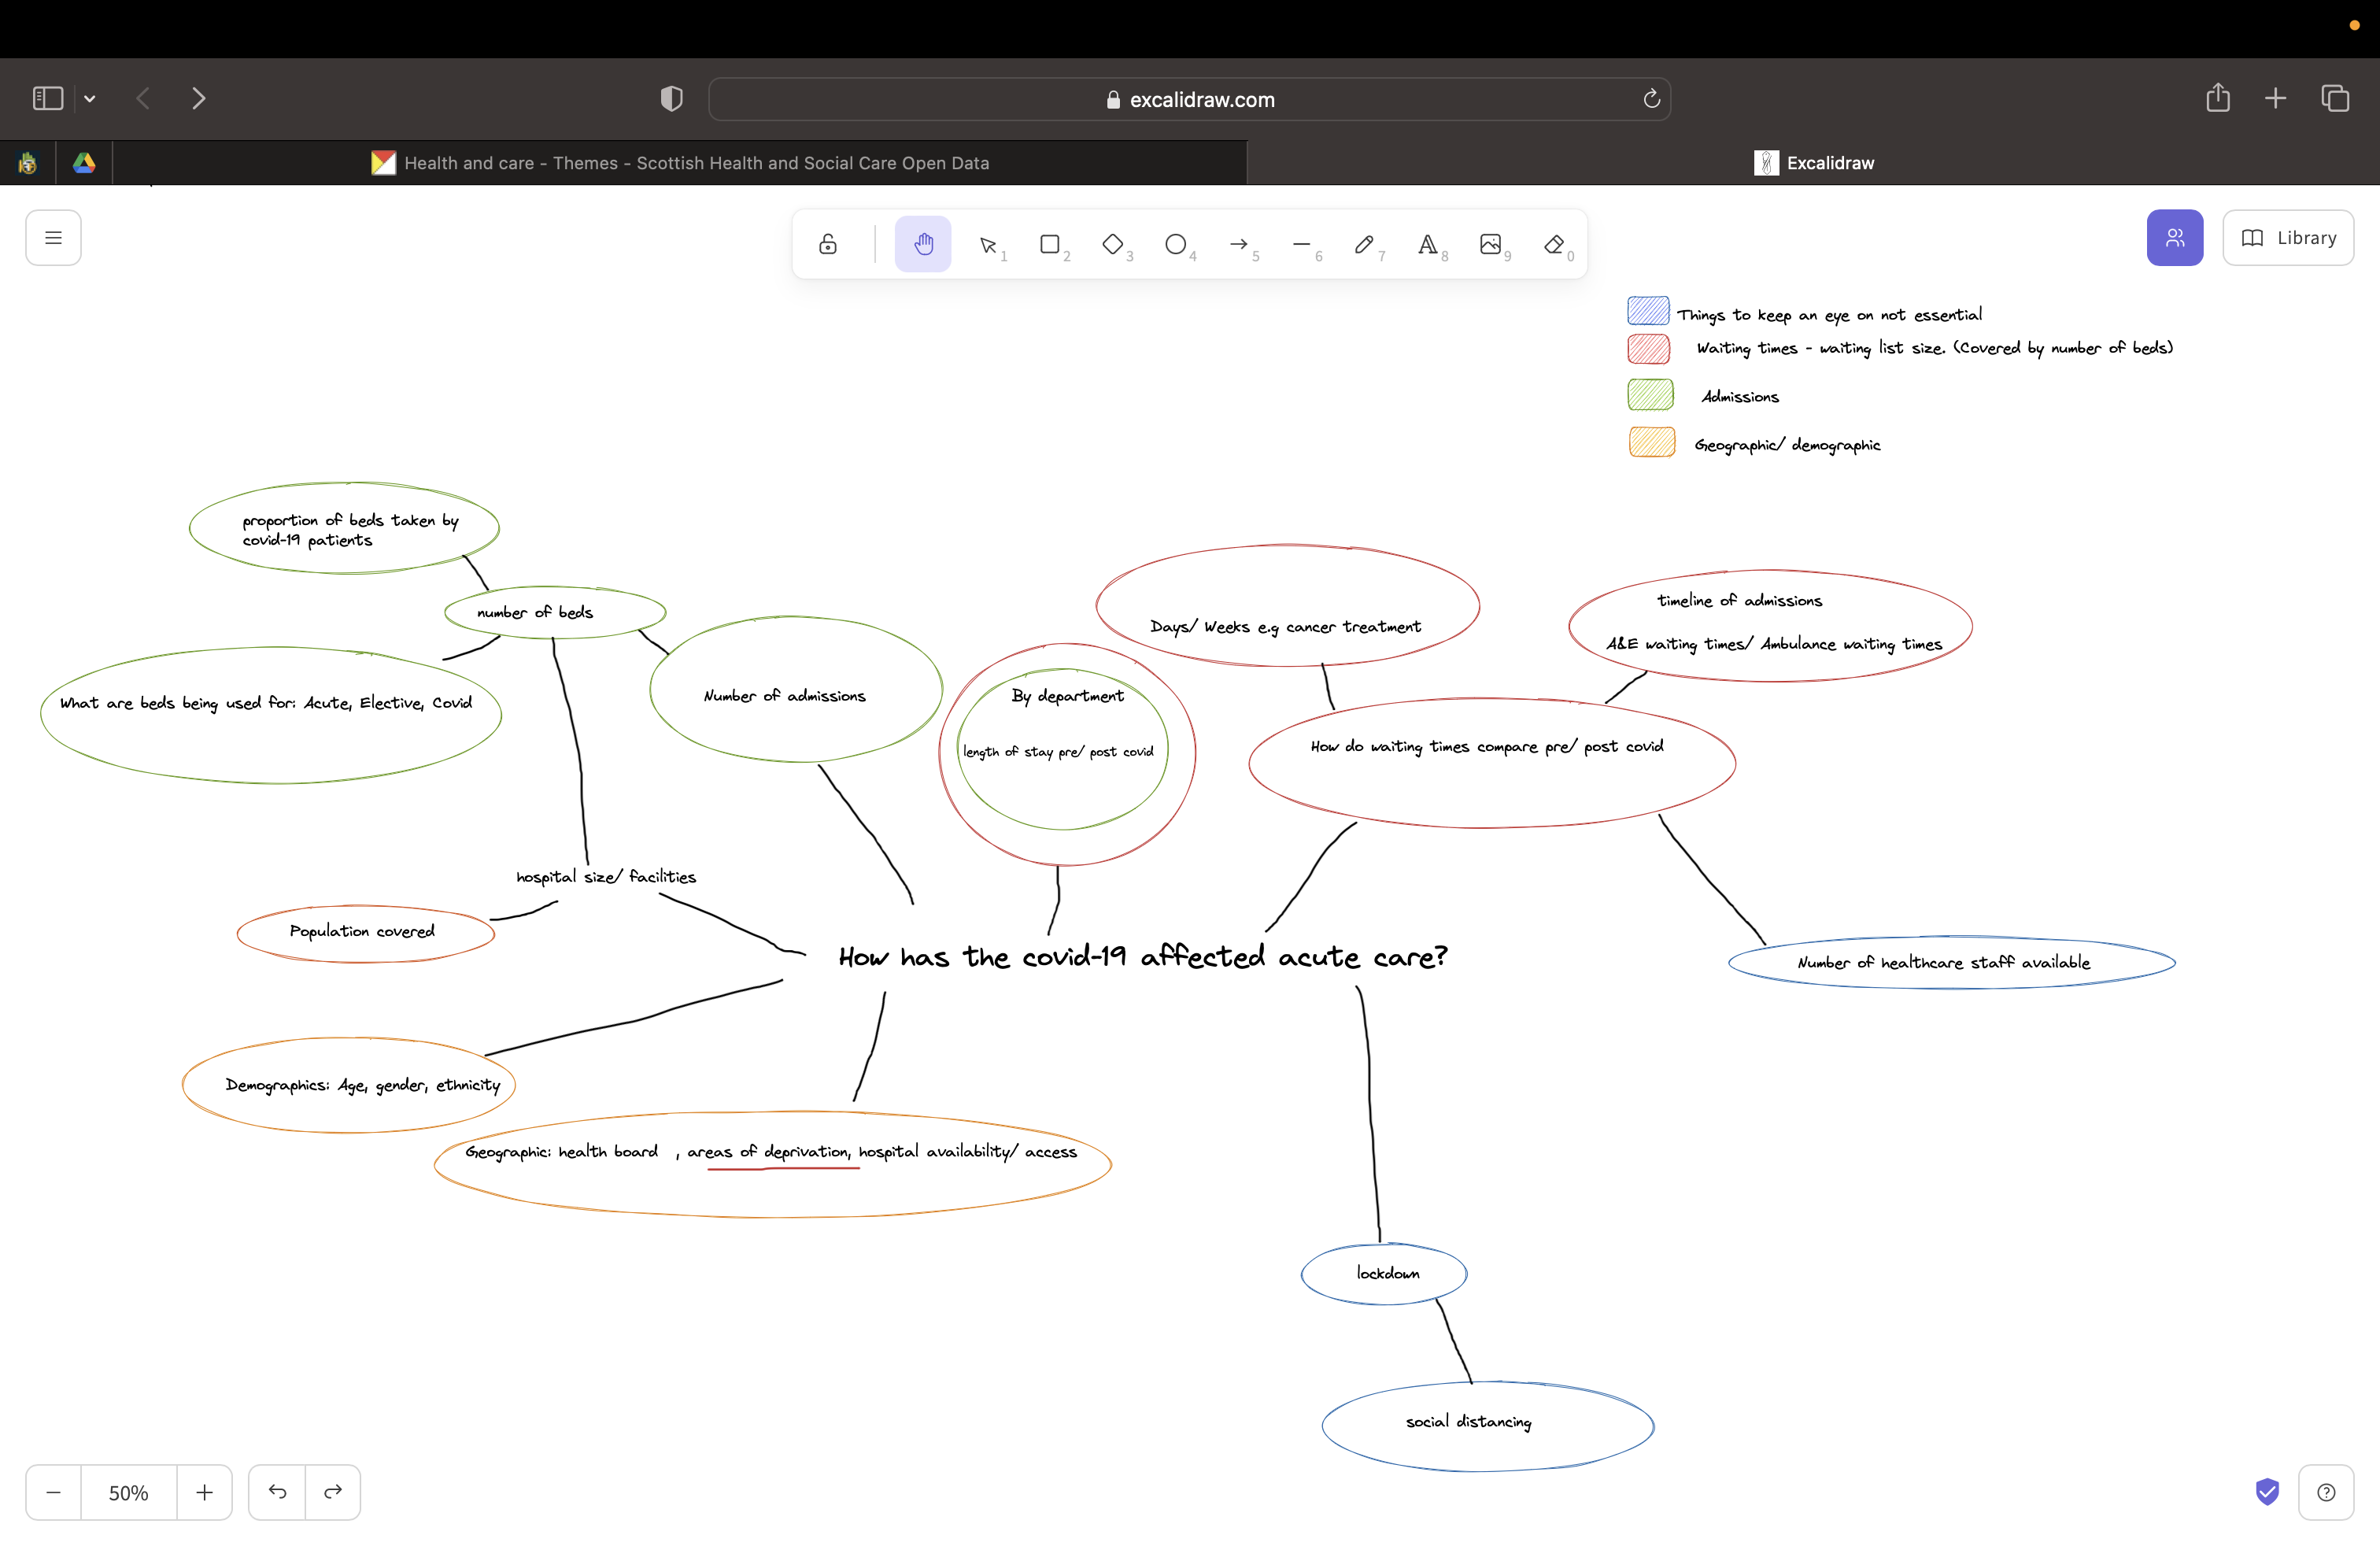 excalidraw.com
Health and care - Themes - Scottish Health and Social Care Open Data
Excalidraw
1
2
3
4
5
6
7
8
9
0
Library
Things to keep an eye on not essential
Waiting times - waiting list size. (Covered by number of beds)
Admissions
Geographic/ demographic
proportion of beds taken by
covid-19 patients
number of beds
What are beds being used for: Acute, Elective, Covid
Number of admissions
By department
length of stay pre/ post covid
Days/ Weeks e.g cancer treatment
timeline of admissions
A&E waiting times/ Ambulance waiting times
How do waiting times compare pre/ post covid
hospital size/ facilities
Population covered
How has the covid-19 affected acute care?
Number of healthcare staff available
Demographics: Age, gender, ethnicity
Geographic: health board , areas of deprivation, hospital availability/ access
lockdown
social distancing
50%